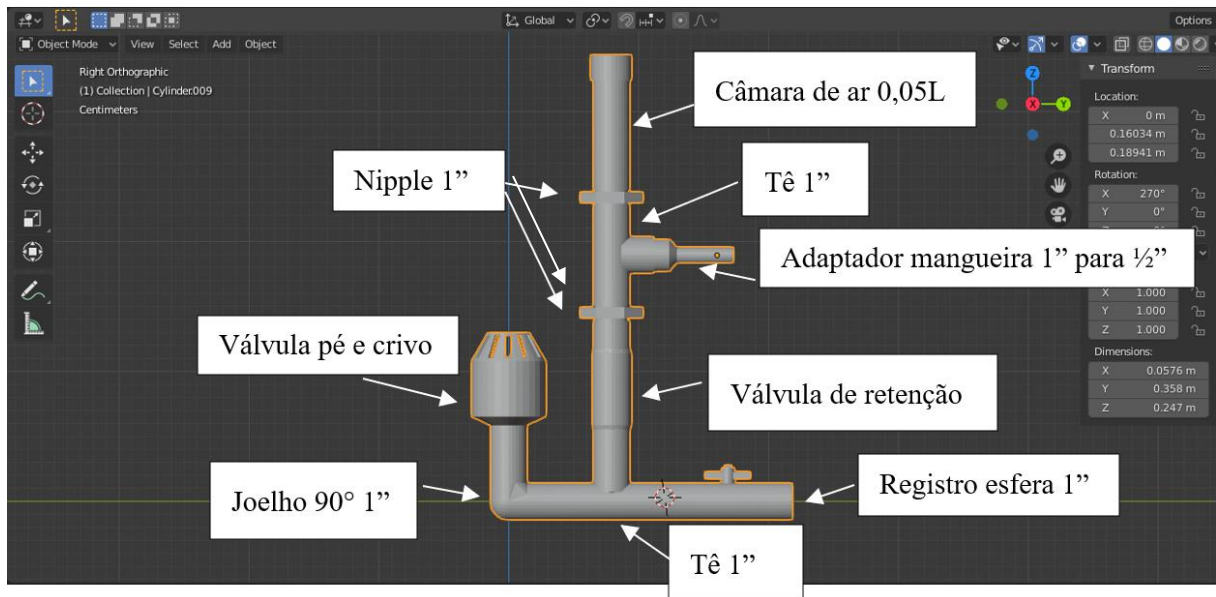 Global
Options
Object Mode View Select Add Object
Right Orthographic
(1) Collection | Cylinder.009
Centimeters
Transform
Location:
X 0 m
0.16034 m
0.18941 m
Rotation:
X 270°
Y 0°
X 1.000
Y 1.000
Z 1.000
Dimensions:
X 0.0576 m
Y 0.358 m
Z 0.247 m
Z
X
Y
Câmara de ar 0,05L
Nipple 1”
Tê 1”
Adaptador mangueira 1” para ½”
Válvula pé e crivo
Válvula de retenção
Joelho 90° 1”
Registro esfera 1”
Tê 1”